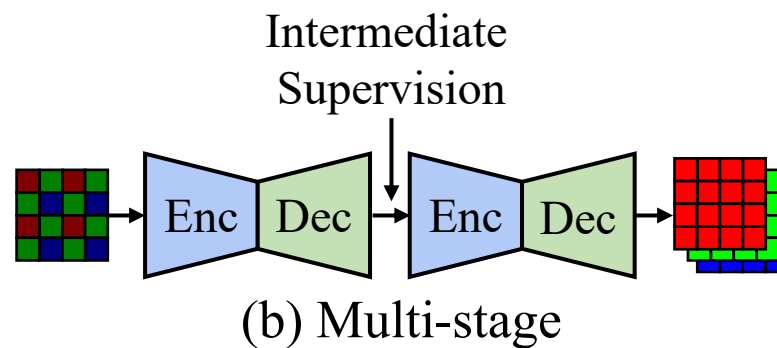 Intermediate
Supervision
Enc Dec Enc Dec
(b) Multi-stage